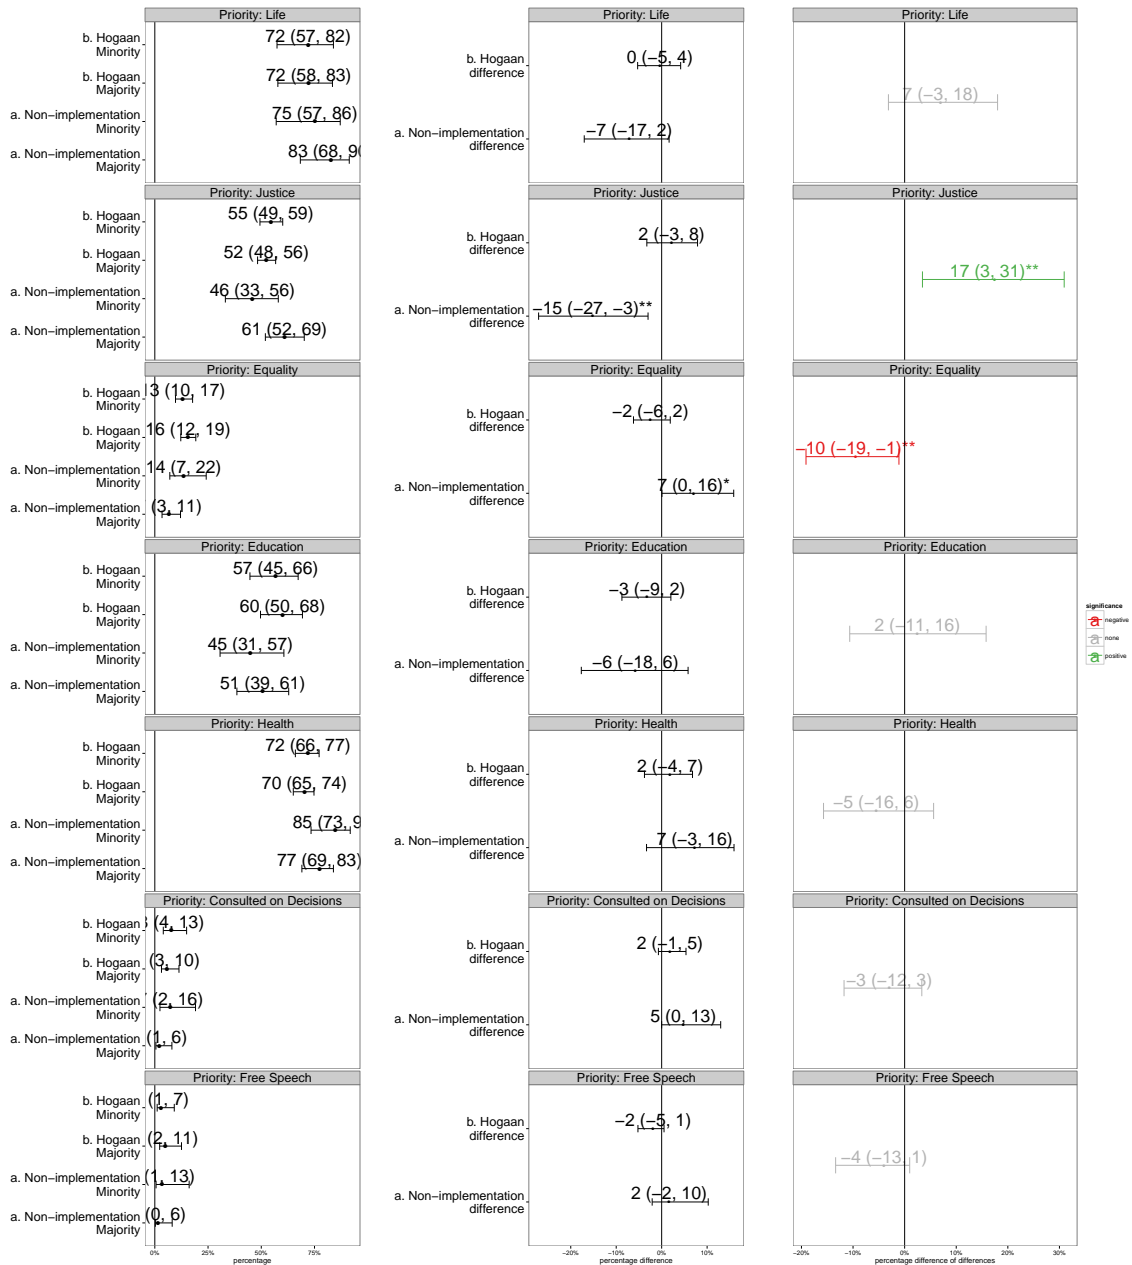 Priority: Life
b. Hogaan
Minority
72 (57, 82)
b. Hogaan
Majority
72 (58, 83)
a. Non−implementation
Minority
75 (57, 86)
a. Non−implementation
Majority
83 (68, 9
Priority: Justice
b. Hogaan
Minority
55 (49, 59)
b. Hogaan
Majority
52 (48, 56)
a. Non−implementation
Minority
46 (33, 56)
a. Non−implementation
Majority
61 (52, 69)
Priority: Equality
b. Hogaan
Minority
3 (10, 17)
b. Hogaan
Majority
16 (12, 19)
a. Non−implementation
Minority
14 (7, 22)
a. Non−implementation
Majority
(3, 11)
Priority: Education
b. Hogaan
Minority
57 (45, 66)
b. Hogaan
Majority
60 (50, 68)
a. Non−implementation
Minority
45 (31, 57)
a. Non−implementation
Majority
51 (39, 61)
Priority: Health
b. Hogaan
Minority
72 (66, 77)
b. Hogaan
Majority
70 (65, 74)
a. Non−implementation
Minority
85 (73, 9
a. Non−implementation
Majority
77 (69, 83)
Priority: Consulted on Decisions
b. Hogaan
Minority
(4, 13)
b. Hogaan
Majority
(3, 10)
a. Non−implementation
Minority
(2, 16)
a. Non−implementation
Majority
(1, 6)
Priority: Free Speech
b. Hogaan
Minority
(1, 7)
b. Hogaan
Majority
(2, 11)
a. Non−implementation
Minority
(1, 13)
a. Non−implementation
Majority
(0, 6)
0% 25% 75%
percentage
Priority: Life
b. Hogaan
difference
0 (−5, 4)
a. Non−implementation
difference
−7 (−17, 2)
Priority: Justice
b. Hogaan
difference
2 (−3, 8)
a. Non−implementation
difference
−15 (−27, −3)**
Priority: Equality
b. Hogaan
difference
−2 (−6, 2)
a. Non−implementation
difference
7 (0, 16)*
Priority: Education
b. Hogaan
difference
−3 (−9, 2)
a. Non−implementation
difference
−6 (−18, 6)
Priority: Health
b. Hogaan
difference
2 (−4, 7)
a. Non−implementation
difference
7 (−3, 16)
Priority: Consulted on Decisions
b. Hogaan
difference
2 (−1, 5)
a. Non−implementation
difference
5 (0, 13)
Priority: Free Speech
b. Hogaan
difference
−2 (−5, 1)
a. Non−implementation
difference
2 (−2, 10)
−20% 0% 10%
percentage difference
Priority: Life
7 (−3, 18)
Priority: Justice
17 (3, 31)**
Priority: Equality
−10 (−19, −1)**
Priority: Education
2 (−11, 16)
Priority: Health
−5 (−16, 6)
Priority: Consulted on Decisions
−3 (−12, 3)
Priority: Free Speech
−4 (−13, 1)
−20% 0% 10% 20% 30%
percentage difference of differences
significance
a negative
a none
a positive